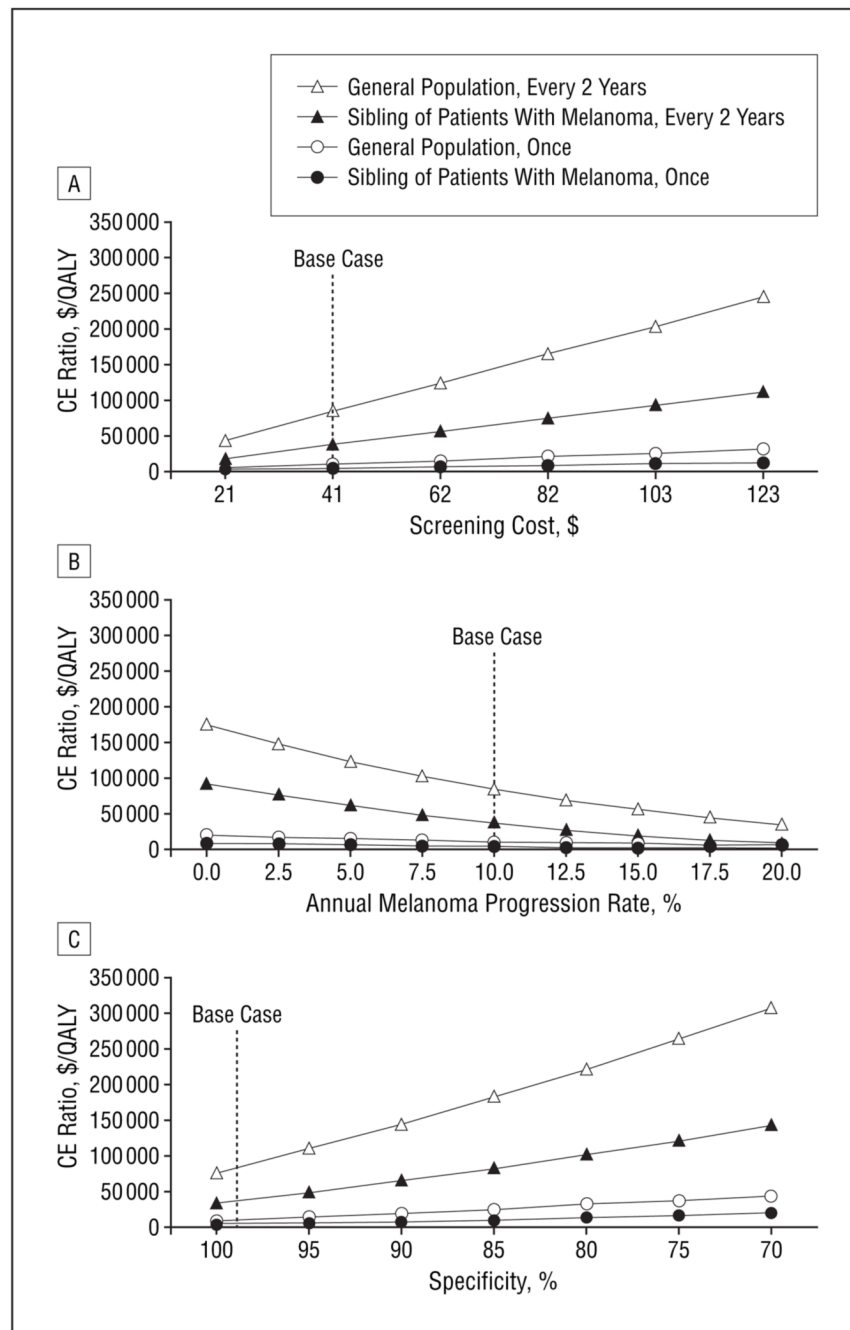 General Population, Every 2 Years
Sibling of Patients With Melanoma, Every 2 Years
General Population, Once
Sibling of Patients With Melanoma, Once
A
350 000
300 000
250 000
200 000
150 000
100 000
50 000
0
CE Ratio, $/QALY
Base Case
21 41 62 82 103 123
Screening Cost, $
B
350 000
300 000
250 000
200 000
150 000
100 000
50 000
0
CE Ratio, $/QALY
Base Case
0.0 2.5 5.0 7.5 10.0 12.5 15.0 17.5 20.0
Annual Melanoma Progression Rate, %
C
350 000
300 000
250 000
200 000
150 000
100 000
50 000
0
CE Ratio, $/QALY
Base Case
100 95 90 85 80 75 70
Specificity, %